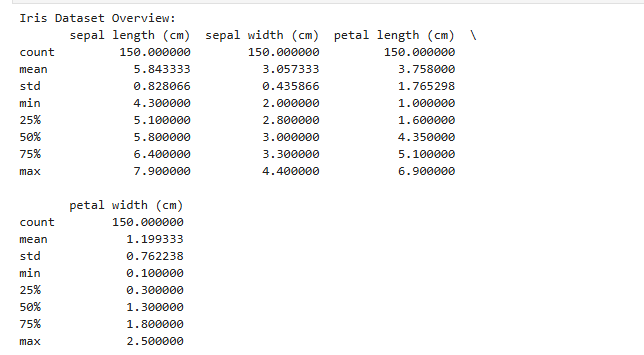 Iris Dataset Overview:
       sepal length (cm)  sepal width (cm)  petal length (cm)  \
count         150.000000        150.000000         150.000000
mean            5.843333          3.057333           3.758000
std             0.828066          0.435866           1.765298
min             4.300000          2.000000           1.000000
25%             5.100000          2.800000           1.600000
50%             5.800000          3.000000           4.350000
75%             6.400000          3.300000           5.100000
max             7.900000          4.400000           6.900000

       petal width (cm)
count        150.000000
mean           1.199333
std            0.762238
min            0.100000
25%            0.300000
50%            1.300000
75%            1.800000
max            2.500000